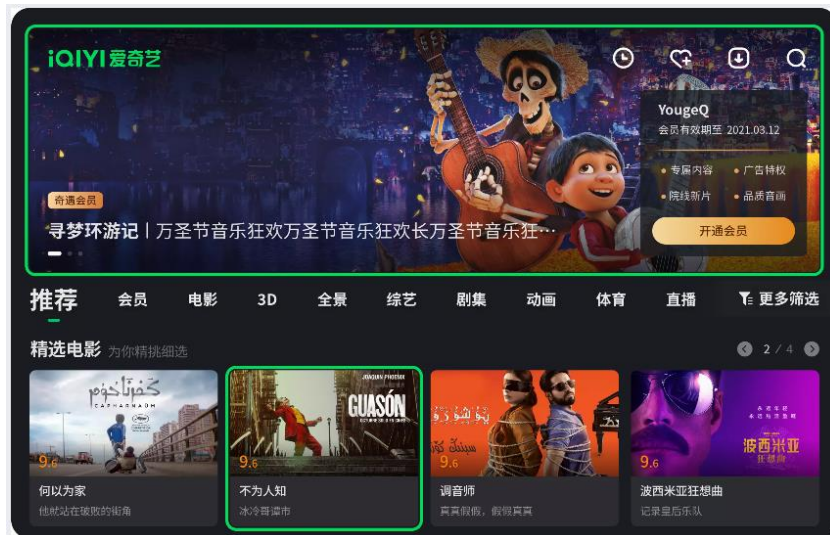 iQIYI 爱奇艺
YougeQ
会员有效期至 2021.03.12
专属内容 广告特权
院线新片 品质音画
开通会员
奇遇会员
寻梦环游记 | 万圣节音乐狂欢万圣节音乐狂欢长万圣节音乐狂…
推荐 会员 电影 3D 全景 综艺 剧集 动画 体育 直播 更多筛选
精选电影 为你精挑细选 2 / 4
CAPHARNAÜM
9.6
何以为家
他就站在破败的街角
JOAQUIN PHOENIX
GUASÓN
9.6
不为人知
冰冷哥谭市
9.6
调音师
真真假假，假假真真
波西米亚
狂想曲
9.6
波西米亚狂想曲
记录皇后乐队